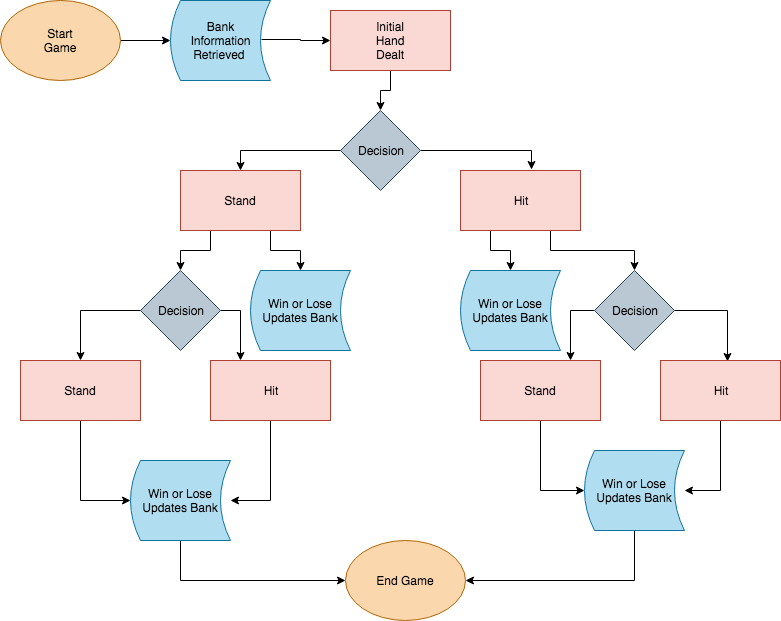 Start
Game
Bank
Information
Retrieved
Initial
Hand
Dealt
Decision
Stand
Hit
Decision
Win or Lose
Updates Bank
Win or Lose
Updates Bank
Decision
Stand
Hit
Stand
Hit
Win or Lose
Updates Bank
Win or Lose
Updates Bank
End Game